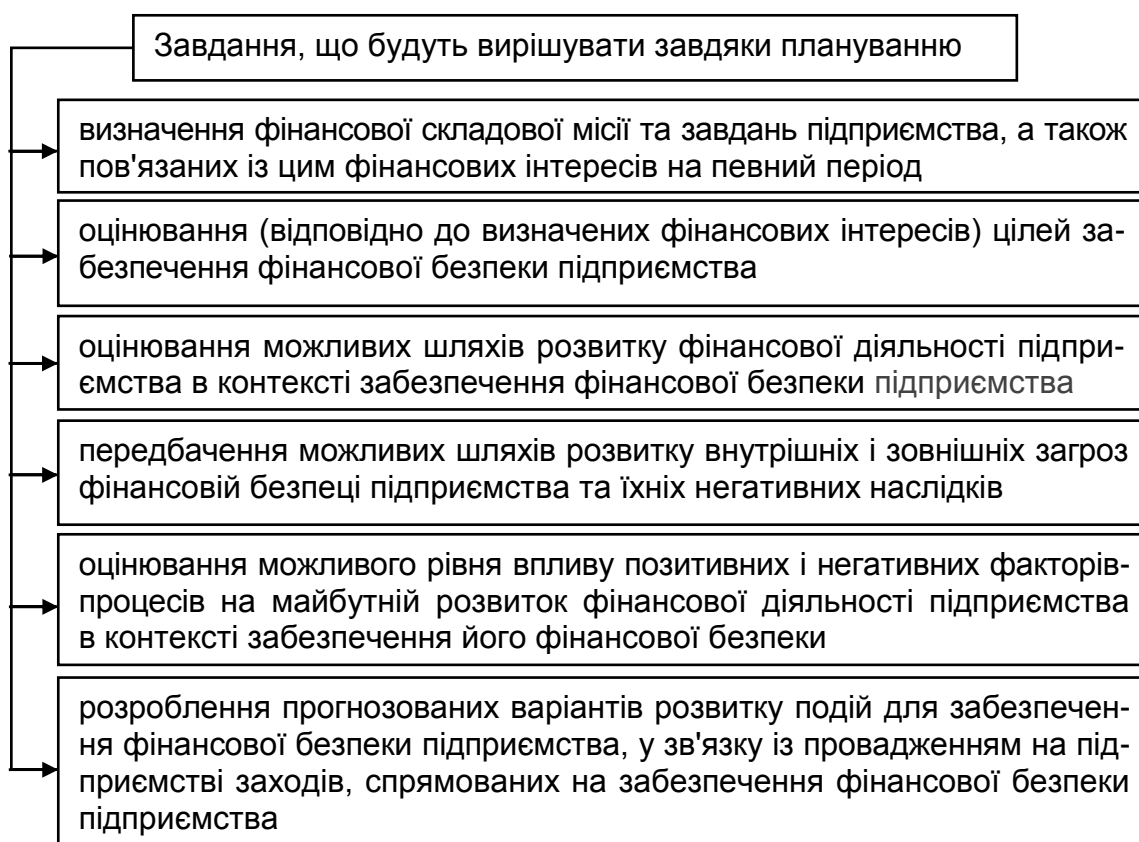 Завдання, що будуть вирішувати завдяки плануванню
визначення фінансової складової місії та завдань підприємства, а також
пов'язаних із цим фінансових інтересів на певний період
оцінювання (відповідно до визначених фінансових інтересів) цілей за-
безпечення фінансової безпеки підприємства
оцінювання можливих шляхів розвитку фінансової діяльності підпри-
ємства в контексті забезпечення фінансової безпеки підприємства
передбачення можливих шляхів розвитку внутрішніх і зовнішніх загроз
фінансовій безпеці підприємства та їхніх негативних наслідків
оцінювання можливого рівня впливу позитивних і негативних факторів-
процесів на майбутній розвиток фінансової діяльності підприємства
в контексті забезпечення його фінансової безпеки
розроблення прогнозованих варіантів розвитку подій для забезпечен-
ня фінансової безпеки підприємства, у зв'язку із провадженням на під-
приємстві заходів, спрямованих на забезпечення фінансової безпеки
підприємства